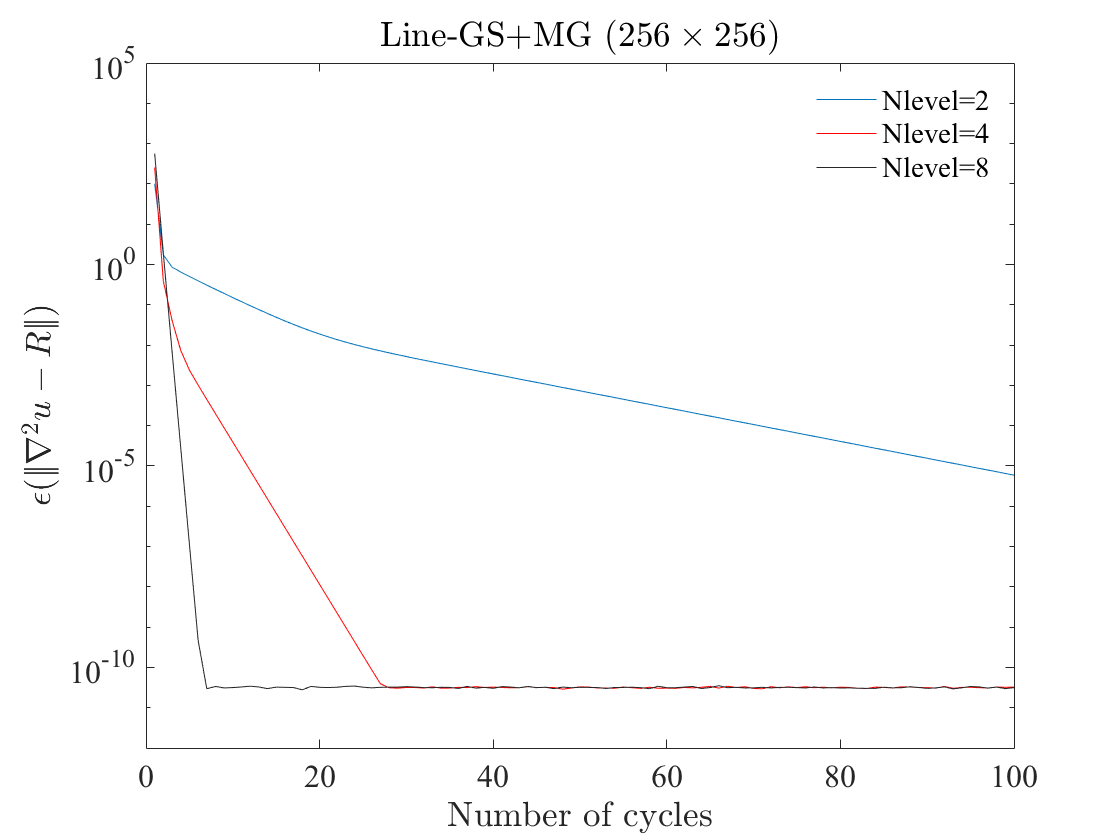 Line-GS+MG (256 × 256)
10^5
10^0
10^-5
10^-10
ϵ(‖∇²u − R‖)
Nlevel=2
Nlevel=4
Nlevel=8
0 20 40 60 80 100
Number of cycles